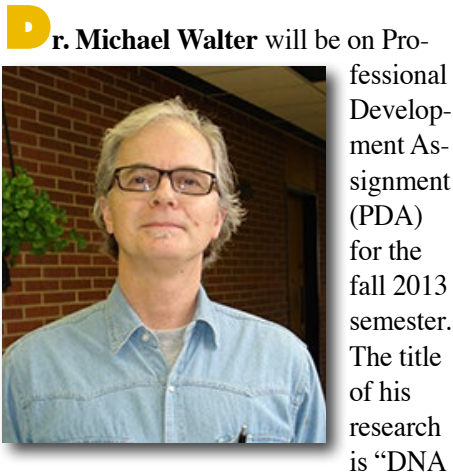 Dr. Michael Walter will be on Pro-
fessional
Develop-
ment As-
signment
(PDA)
for the
fall 2013
semester.
The title
of his
research
is “DNA